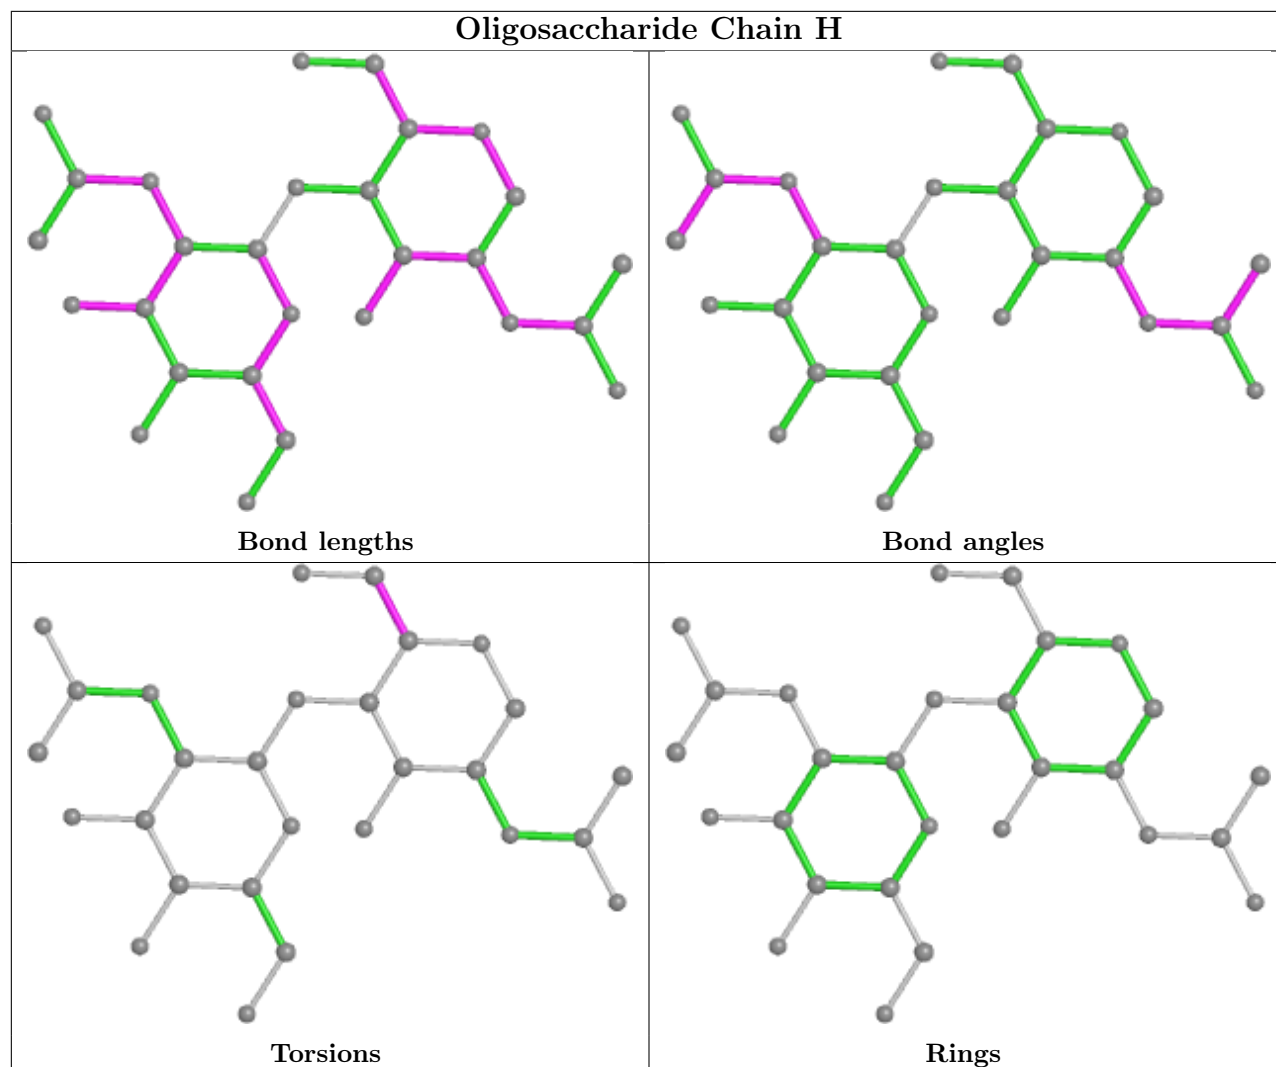 Oligosaccharide Chain H
Bond lengths
Bond angles
Torsions
Rings